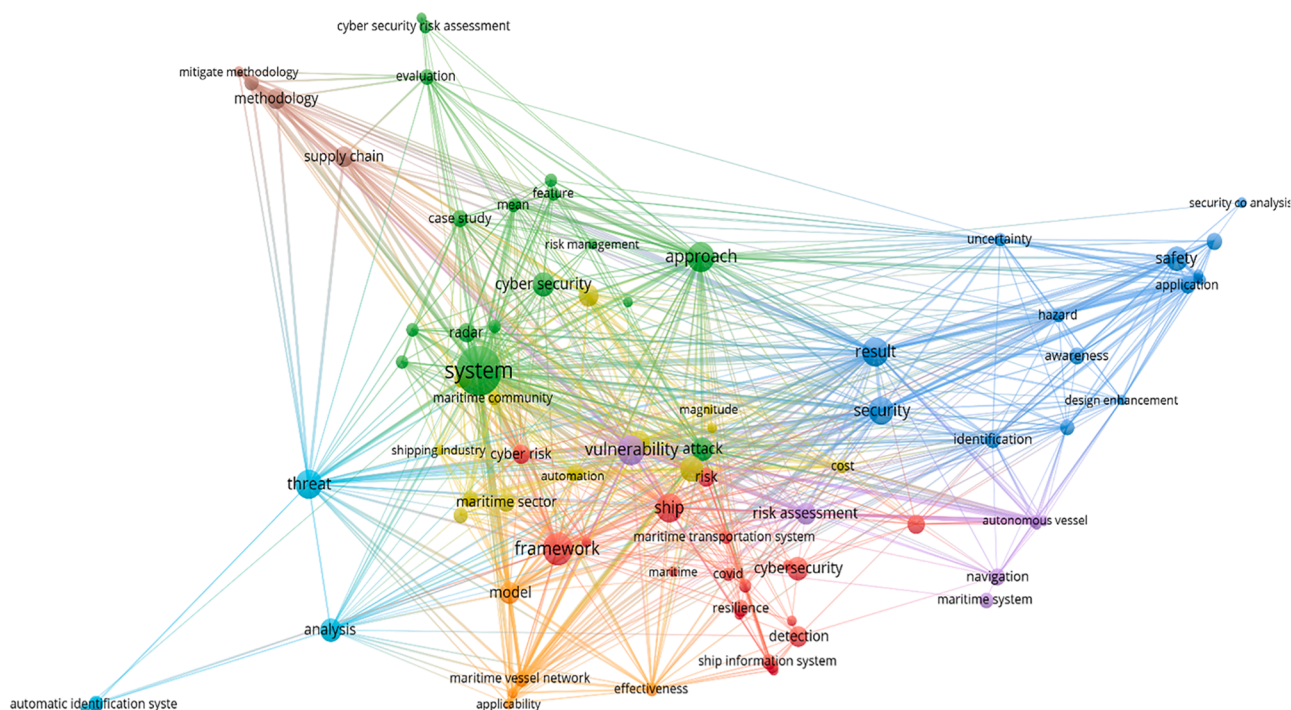 cyber security risk assessment
mitigate methodology
evaluation
methodology
supply chain
feature
mean
case study
security co analysis
uncertainty
risk management
approach
safety
cyber security
application
hazard
radar
result
awareness
system
maritime community
design enhancement
magnitude
security
identification
shipping industry
cyber risk
vulnerability
attack
cost
automation
risk
threat
maritime sector
ship
risk assessment
autonomous vessel
maritime transportation system
framework
maritime
covid
cybersecurity
navigation
model
maritime system
resilience
analysis
detection
ship information system
maritime vessel network
effectiveness
automatic identification syste
applicability